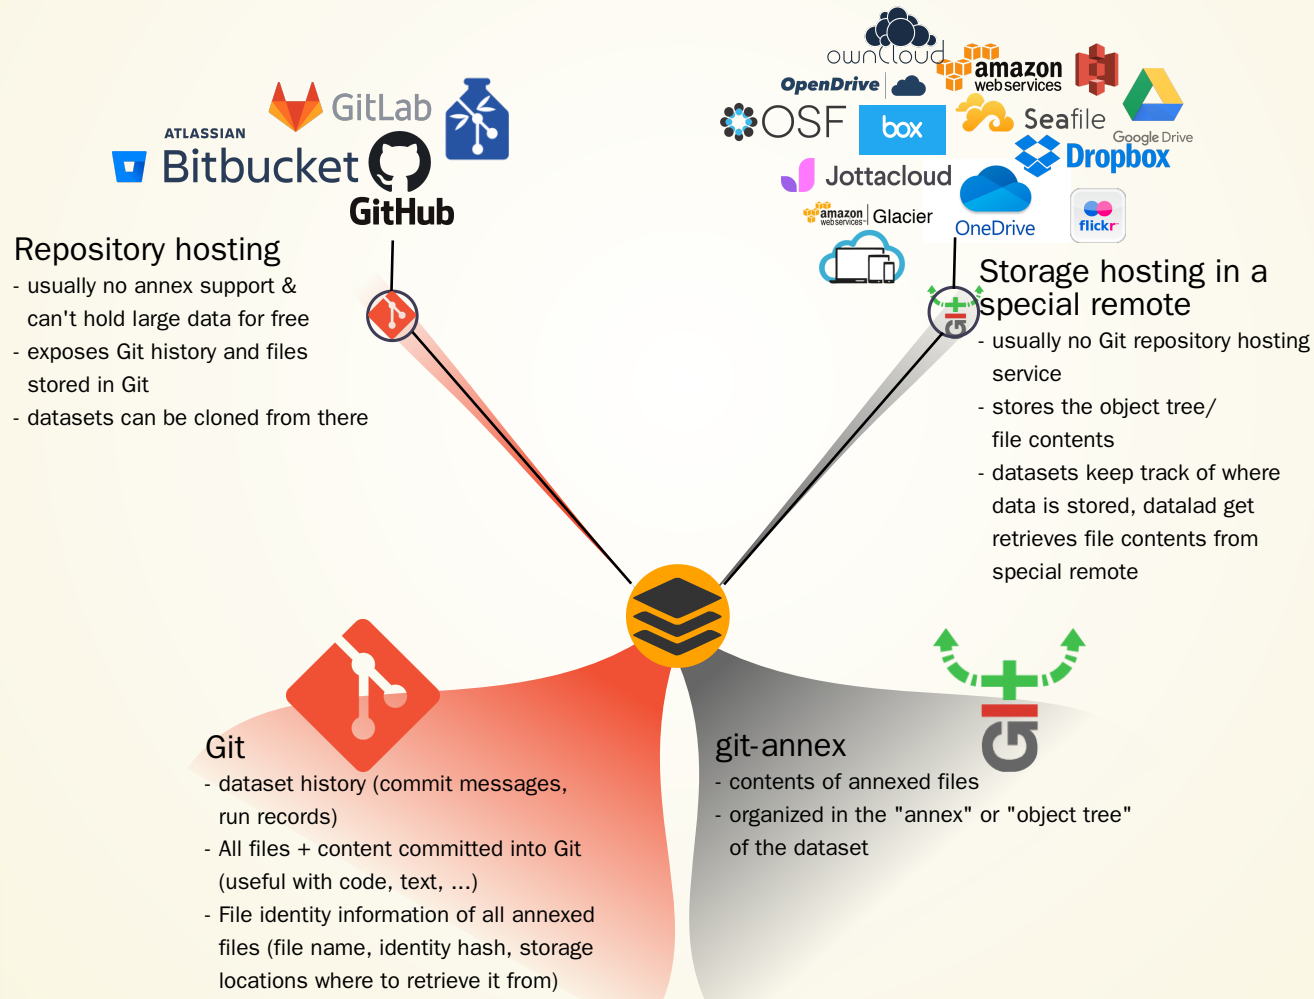 GitLab
ATLASSIAN
Bitbucket
GitHub
Repository hosting
- usually no annex support &
can't hold large data for free
- exposes Git history and files
stored in Git
- datasets can be cloned from there
ownCloud
OpenDrive
amazon
webservices
OSF
box
Seafile
Google Drive
Dropbox
Jottacloud
amazon
webservices™
Glacier
OneDrive
flickr
Storage hosting in a
special remote
- usually no Git repository hosting
service
- stores the object tree/
file contents
- datasets keep track of where
data is stored, datalad get
retrieves file contents from
special remote
GIT
Git
- dataset history (commit messages,
run records)
- All files + content committed into Git
(useful with code, text, ...)
- File identity information of all annexed
files (file name, identity hash, storage
locations where to retrieve it from)
GIT
git-annex
- contents of annexed files
- organized in the "annex" or "object tree"
of the dataset